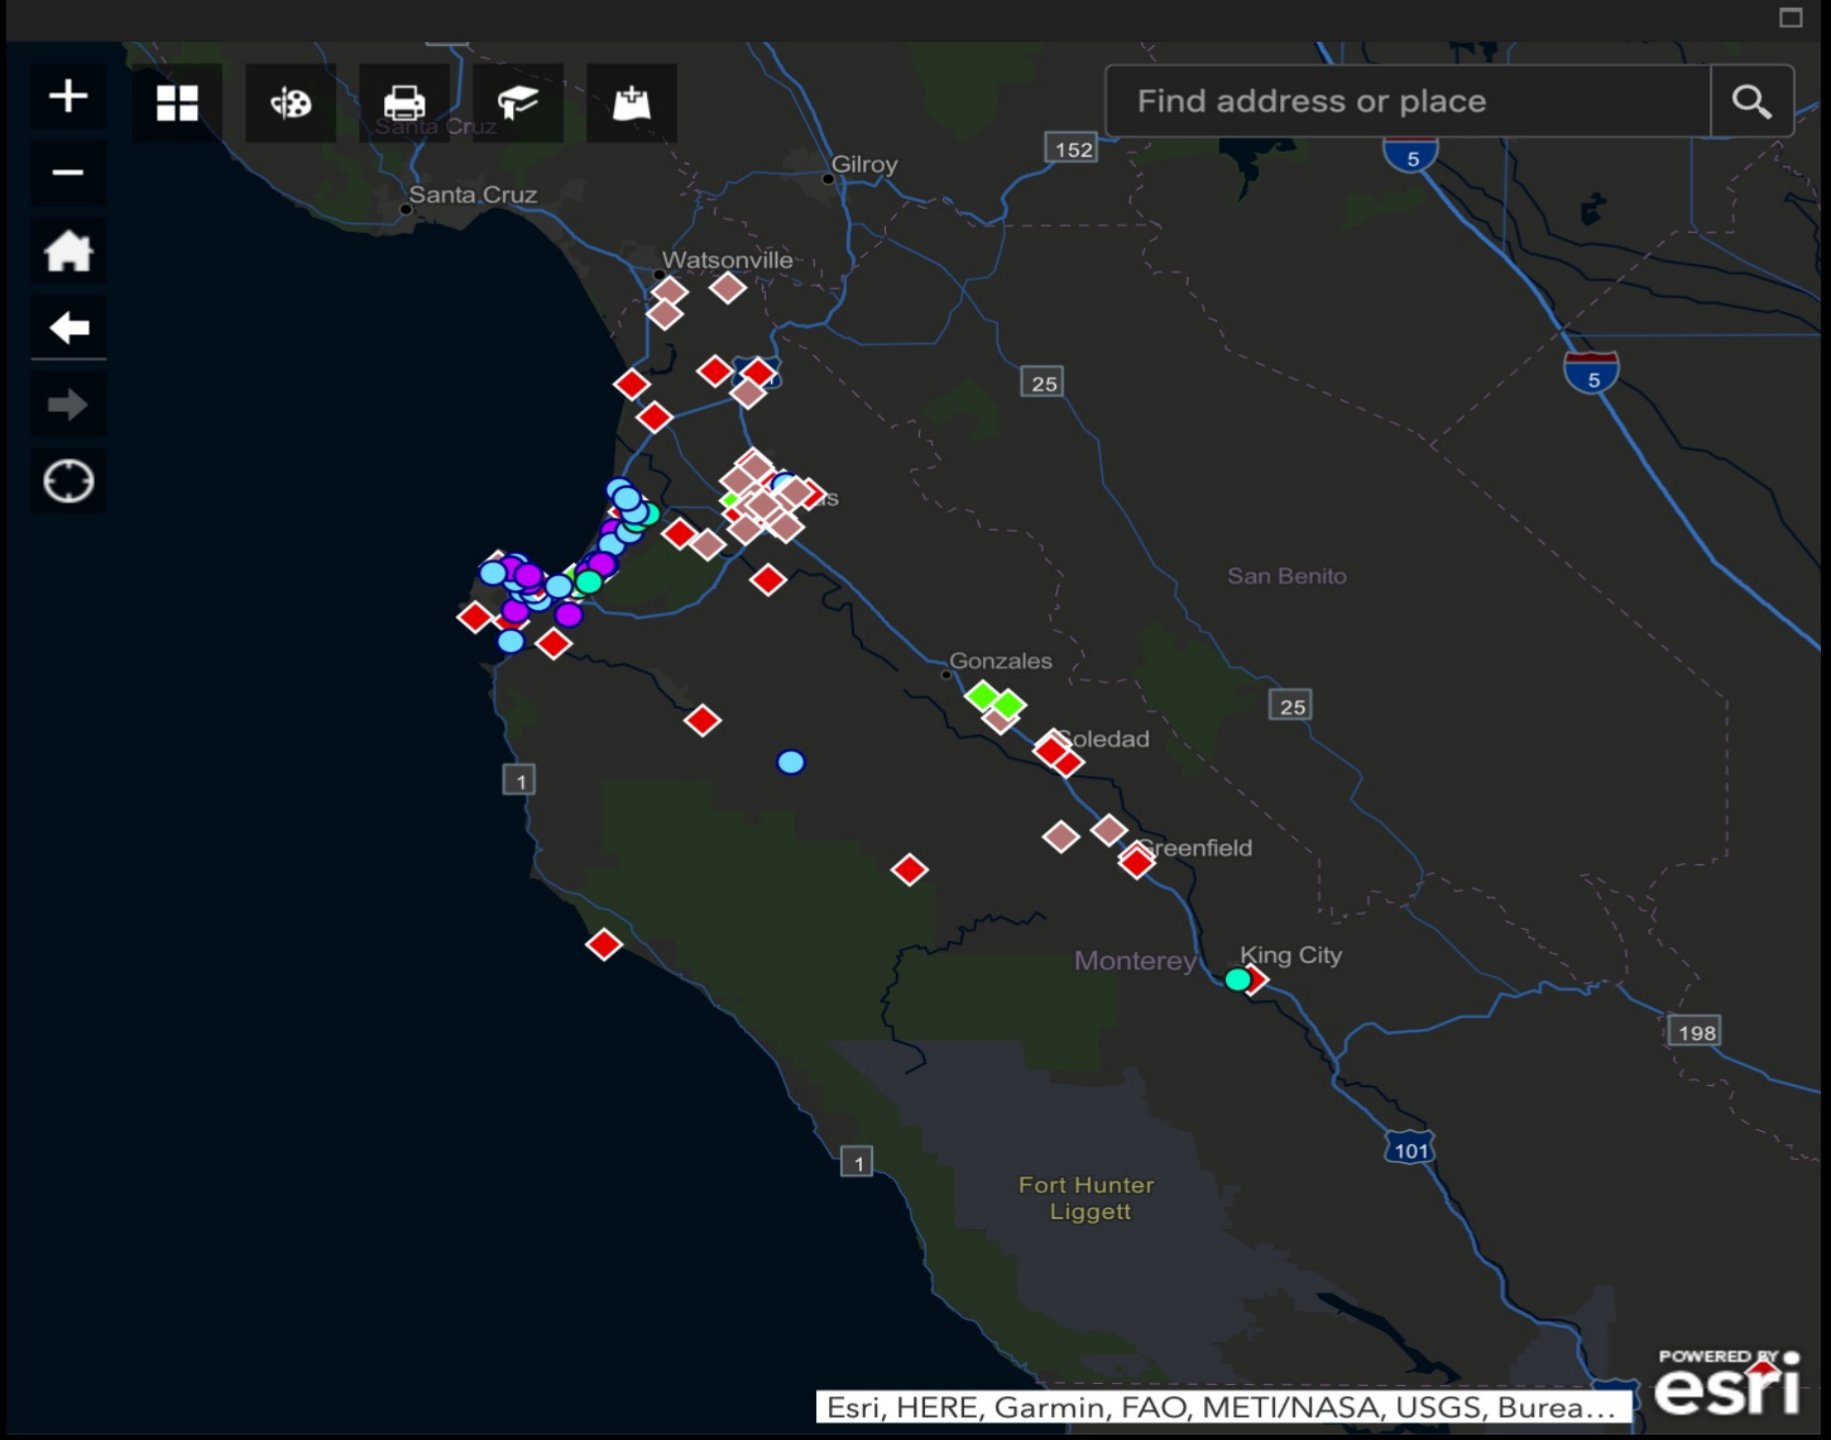 Find address or place
Santa Cruz
152
5
Gilroy
Santa Cruz
Watsonville
25
5
San Benito
Gonzales
25
Soledad
1
Greenfield
King City
Monterey
198
101
1
Fort Hunter
Liggett
POWERED BY
esri
Esri, HERE, Garmin, FAO, METI/NASA, USGS, Burea...